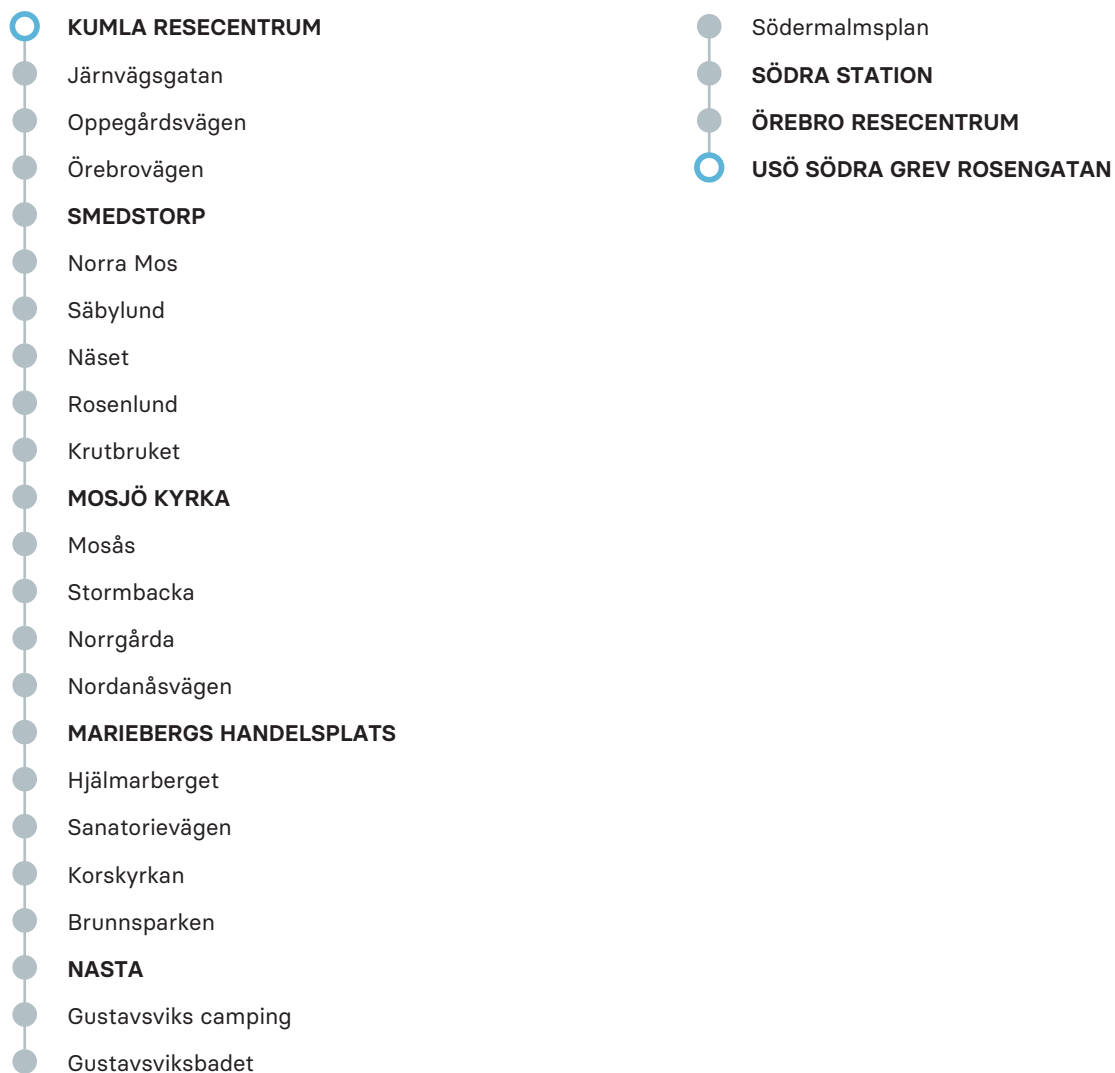 KUMLA RESECENTRUM
Järnvägsgatan
Oppegårdsvägen
Örebrovägen
SMEDSTORP
Norra Mos
Säbylund
Näset
Rosenlund
Krutbruket
MOSJÖ KYRKA
Mosås
Stormbacka
Norrgårda
Nordanåsvägen
MARIEBERGS HANDELSPLATS
Hjälmarberget
Sanatorievägen
Korskyrkan
Brunnsparken
NASTA
Gustavsviks camping
Gustavsviksbadet
Södermalmsplan
SÖDRA STATION
ÖREBRO RESECENTRUM
USÖ SÖDRA GREV ROSENGATAN